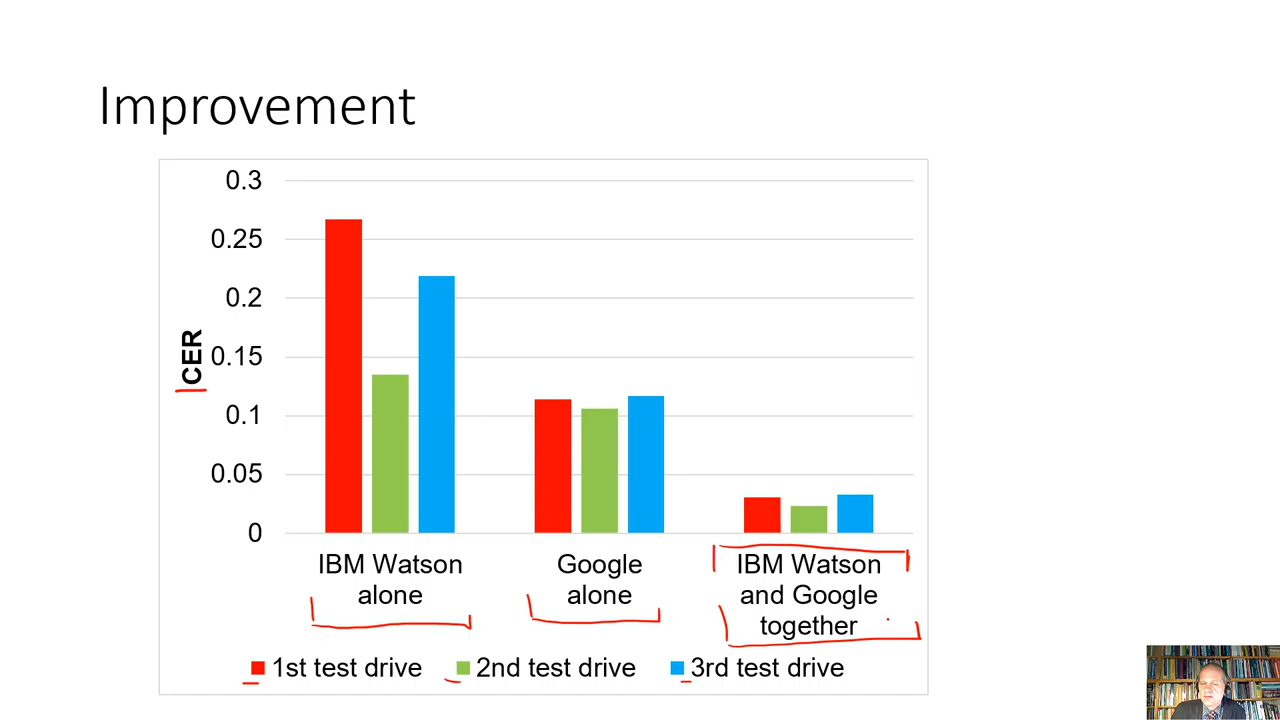 Improvement
0.3
0.25
0.2
0.15
0.1
0.05
0
CER
IBM Watson
alone
Google
alone
IBM Watson
and Google
together
1st test drive
2nd test drive
3rd test drive